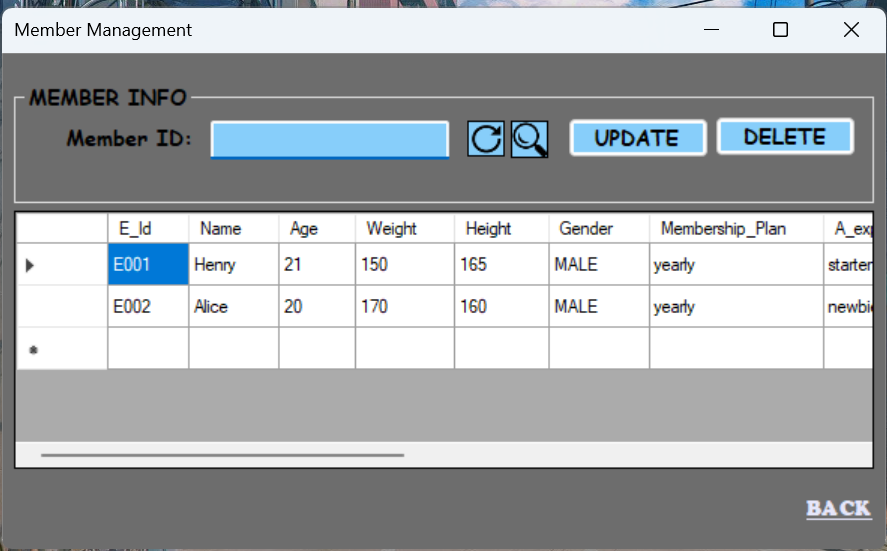 Member Management
MEMBER INFO
Member ID: UPDATE DELETE
E_Id Name Age Weight Height Gender Membership_Plan A_exp
E001 Henry 21 150 165 MALE yearly starter
E002 Alice 20 170 160 MALE yearly newbie
*
BACK